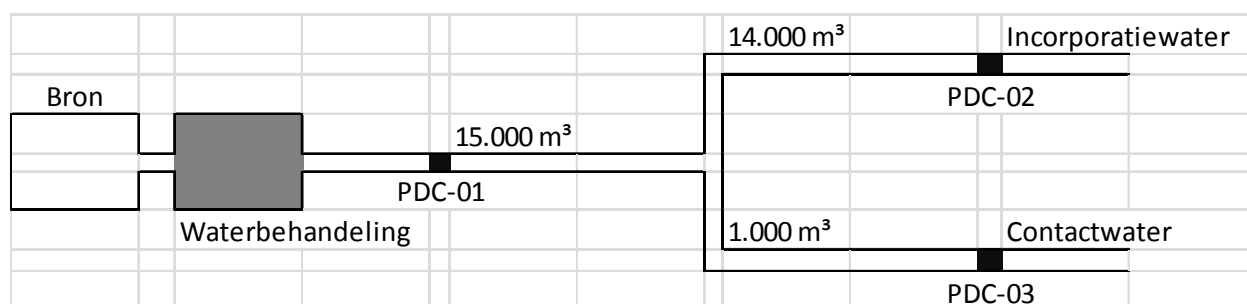 14.000 m³ Incorporatiewater
PDC-02
Bron
15.000 m³
PDC-01
Waterbehandeling
1.000 m³ Contactwater
PDC-03